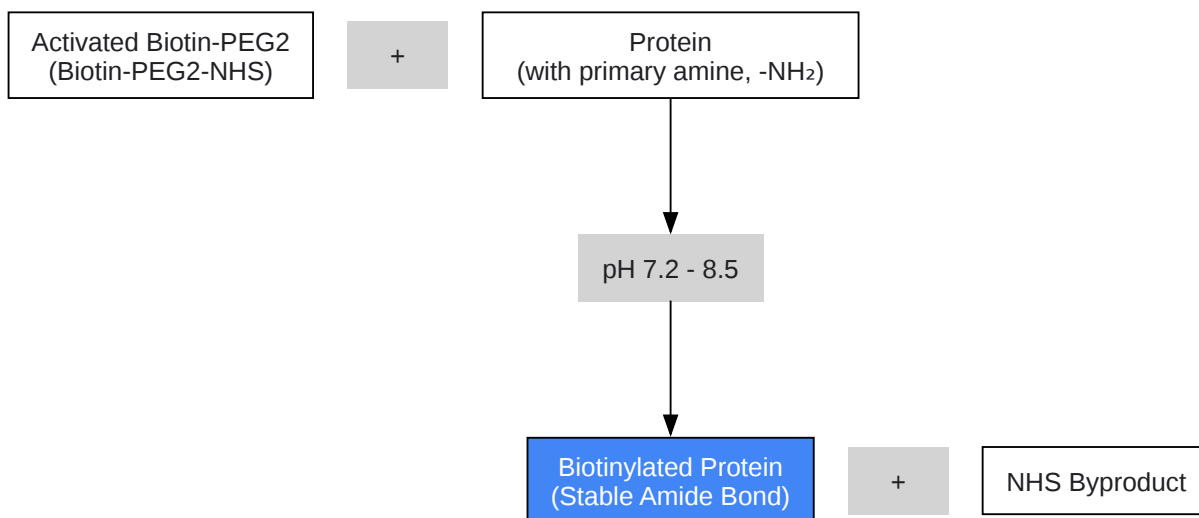 Activated Biotin-PEG2
(Biotin-PEG2-NHS)
+
Protein
(with primary amine, -NH₂)
pH 7.2 - 8.5
Biotinylated Protein
(Stable Amide Bond)
+
NHS Byproduct